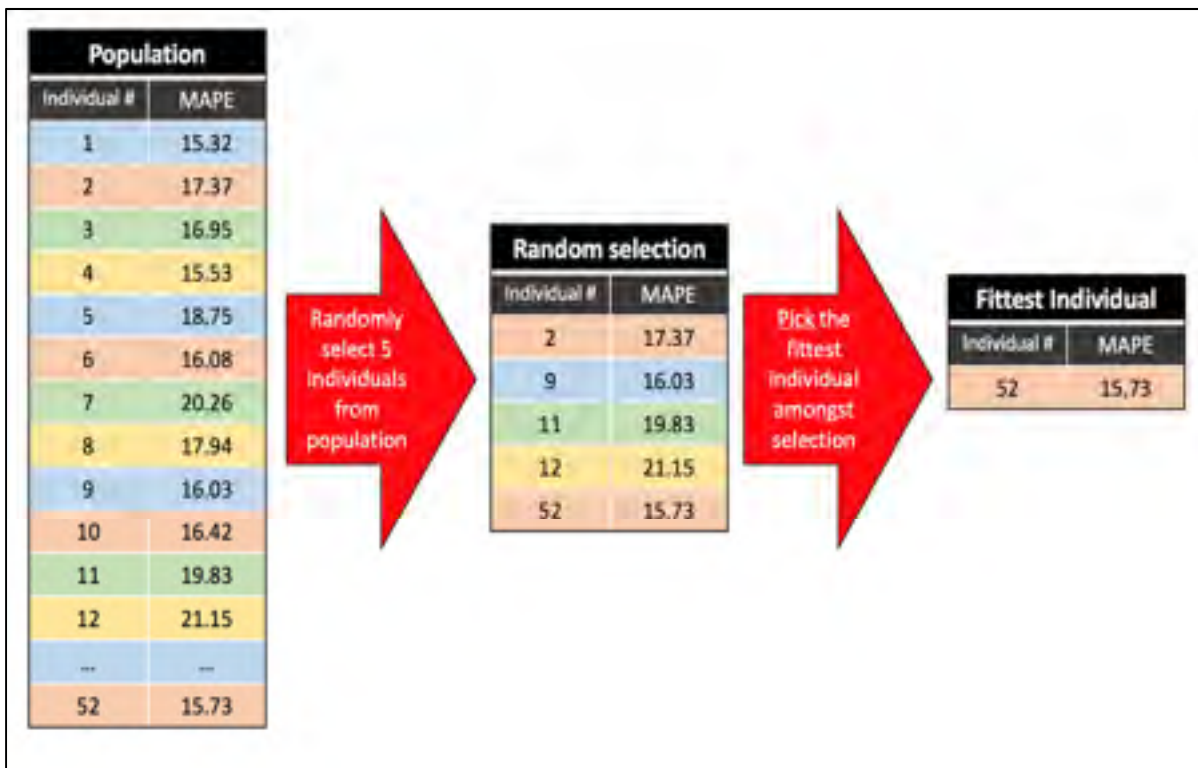 Population
Individual # MAPE
1 15.32
2 17.37
3 16.95
4 15.53
5 18.75
6 16.08
7 20.26
8 17.94
9 16.03
10 16.42
11 19.83
12 21.15
... ...
52 15.73
Randomly
select 5
individuals
from
population
Random selection
Individual # MAPE
2 17.37
9 16.03
11 19.83
12 21.15
52 15.73
Pick the
fittest
individual
amongst
selection
Fittest Individual
Individual # MAPE
52 15,73